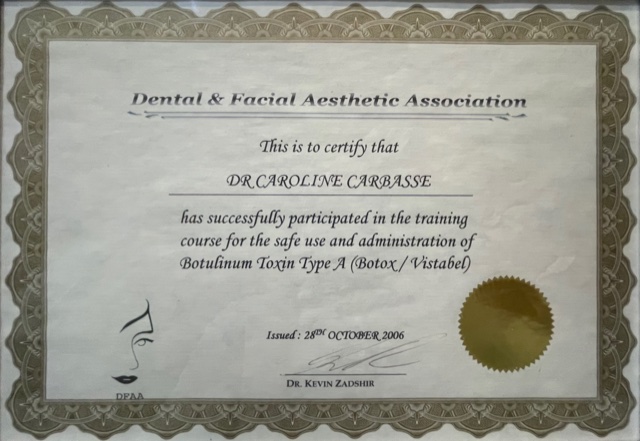 Dental & Facial Aesthetic Association
This is to certify that
DR CAROLINE CARBASSE
has successfully participated in the training
course for the safe use and administration of
Botulinum Toxin Type A (Botox / Vistabel)
Issued : 28TH OCTOBER 2006
DR. KEVIN ZADSHIR
DFAA